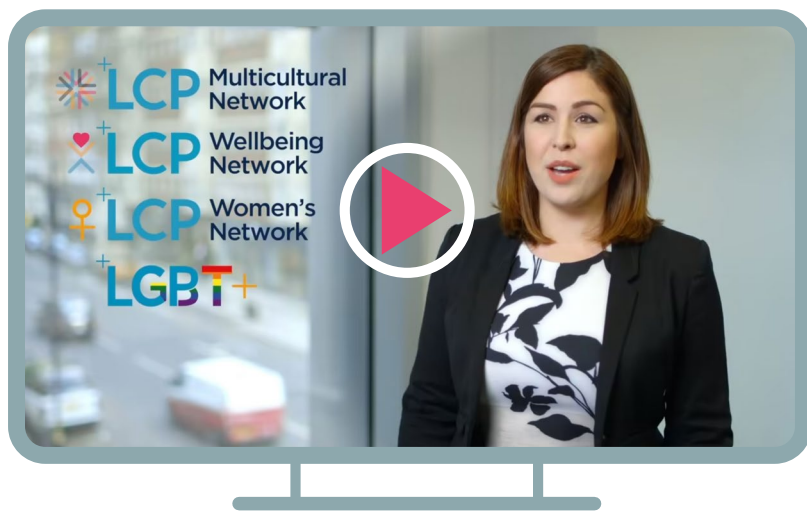 +LCP Multicultural
Network
+LCP Wellbeing
Network
+LCP Women's
Network
+LGBT+